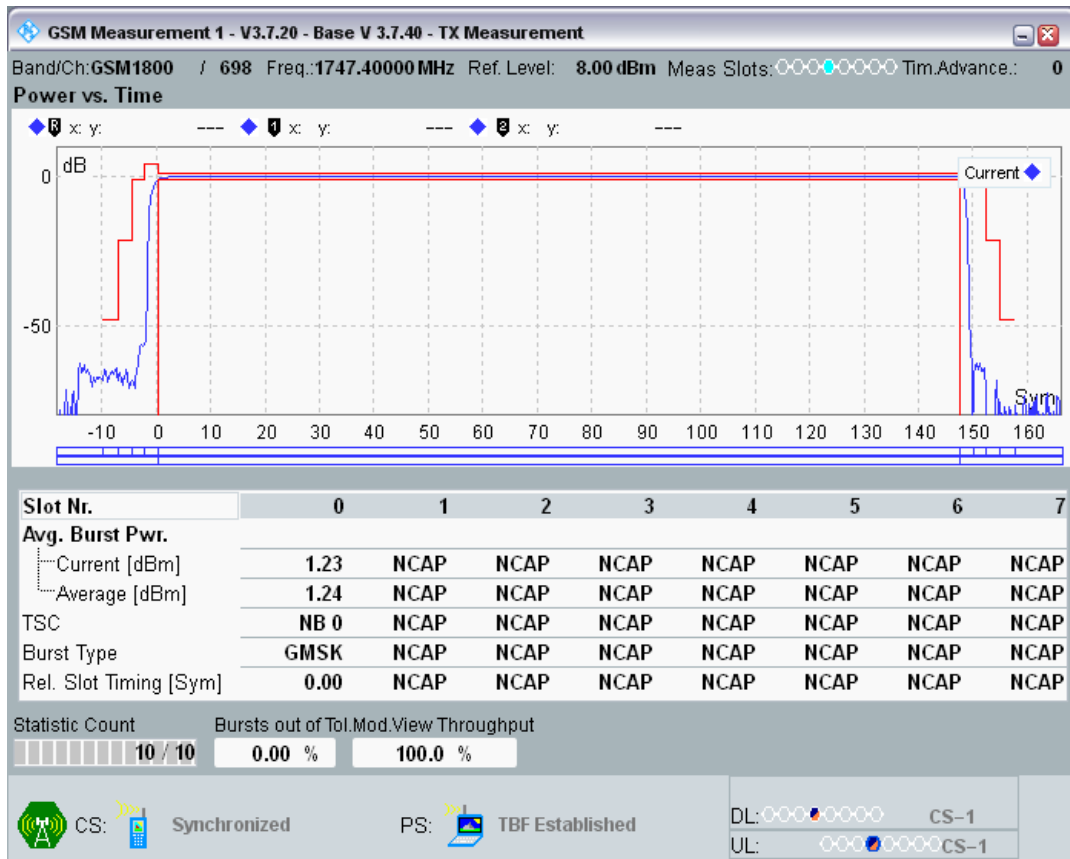 GSM Measurement 1 - V3.7.20 - Base V 3.7.40 - TX Measurement
Band/Ch:GSM1800 / 698 Freq.:1747.40000 MHz Ref. Level: 8.00 dBm Meas Slots: Tim.Advance.: 0
Power vs. Time
R x: y: --- 1 x: y: --- 2 x: y: ---
dB
Current
0
-50
Sym
-10 0 10 20 30 40 50 60 70 80 90 100 110 120 130 140 150 160
Slot Nr. 0 1 2 3 4 5 6 7
Avg. Burst Pwr.
Current [dBm] 1.23 NCAP NCAP NCAP NCAP NCAP NCAP NCAP
Average [dBm] 1.24 NCAP NCAP NCAP NCAP NCAP NCAP NCAP
TSC NB 0 NCAP NCAP NCAP NCAP NCAP NCAP NCAP
Burst Type GMSK NCAP NCAP NCAP NCAP NCAP NCAP NCAP
Rel. Slot Timing [Sym] 0.00 NCAP NCAP NCAP NCAP NCAP NCAP NCAP
Statistic Count Bursts out of Tol. Mod.View Throughput
10 / 10 0.00 % 100.0 %
CS: Synchronized PS: TBF Established
DL: CS-1
UL: CS-1